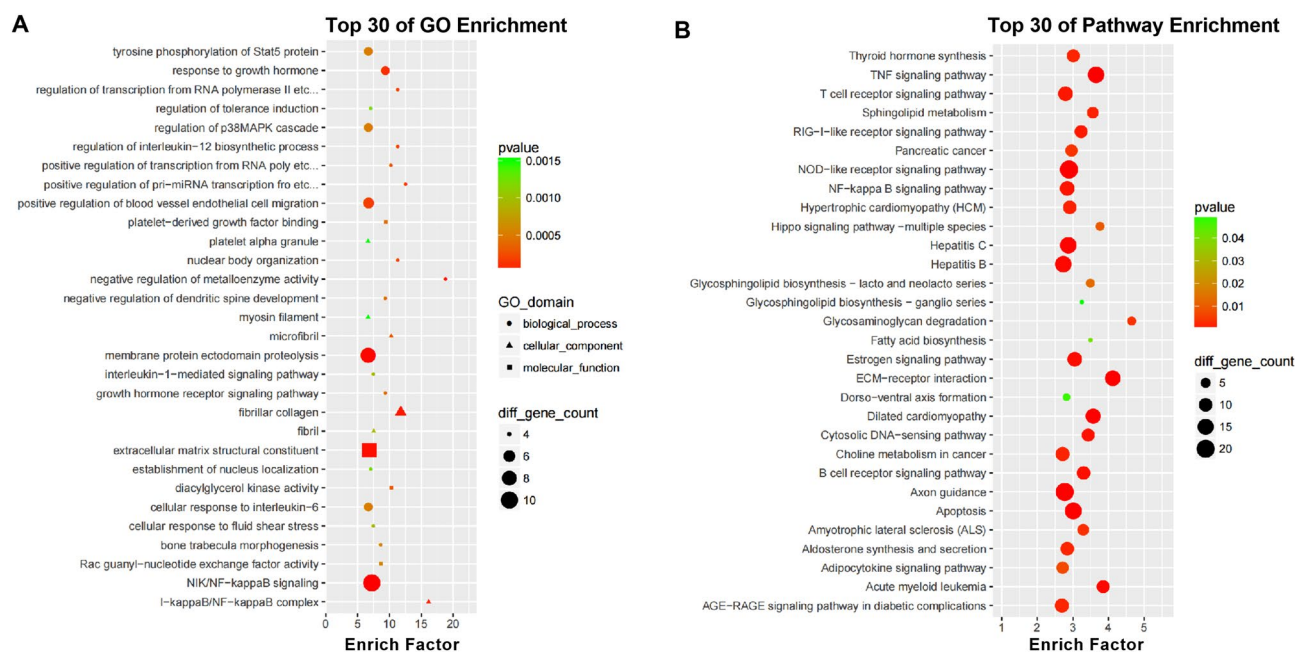 A
Top 30 of GO Enrichment
tyrosine phosphorylation of Stat5 protein
response to growth hormone
regulation of transcription from RNA polymerase II etc...
regulation of tolerance induction
regulation of p38MAPK cascade
regulation of interleukin−12 biosynthetic process
positive regulation of transcription from RNA poly etc...
positive regulation of pri−miRNA transcription fro etc...
positive regulation of blood vessel endothelial cell migration
platelet−derived growth factor binding
platelet alpha granule
nuclear body organization
negative regulation of metalloenzyme activity
negative regulation of dendritic spine development
myosin filament
microfibril
membrane protein ectodomain proteolysis
interleukin−1−mediated signaling pathway
growth hormone receptor signaling pathway
fibrillar collagen
fibril
extracellular matrix structural constituent
establishment of nucleus localization
diacylglycerol kinase activity
cellular response to interleukin−6
cellular response to fluid shear stress
bone trabecula morphogenesis
Rac guanyl−nucleotide exchange factor activity
NIK/NF−kappaB signaling
I−kappaB/NF−kappaB complex
0 5 10 15 20
Enrich Factor
pvalue
0.0015
0.0005
GO_domain
biological_process
cellular_component
molecular_function
diff_gene_count
4
6
8
10
B
Top 30 of Pathway Enrichment
Thyroid hormone synthesis
TNF signaling pathway
T cell receptor signaling pathway
Sphingolipid metabolism
RIG−I−like receptor signaling pathway
Pancreatic cancer
NOD−like receptor signaling pathway
NF−kappa B signaling pathway
Hypertrophic cardiomyopathy (HCM)
Hippo signaling pathway −multiple species
Hepatitis C
Hepatitis B
Glycosphingolipid biosynthesis − lacto and neolacto series
Glycosphingolipid biosynthesis − ganglio series
Glycosaminoglycan degradation
Fatty acid biosynthesis
Estrogen signaling pathway
ECM−receptor interaction
Dorso−ventral axis formation
Dilated cardiomyopathy
Cytosolic DNA−sensing pathway
Choline metabolism in cancer
B cell receptor signaling pathway
Axon guidance
Apoptosis
Amyotrophic lateral sclerosis (ALS)
Aldosterone synthesis and secretion
Adipocytokine signaling pathway
Acute myeloid leukemia
AGE−RAGE signaling pathway in diabetic complications
1 2 3 4 5
Enrich Factor
pvalue
0.04
0.03
0.02
0.01
diff_gene_count
5
10
15
20